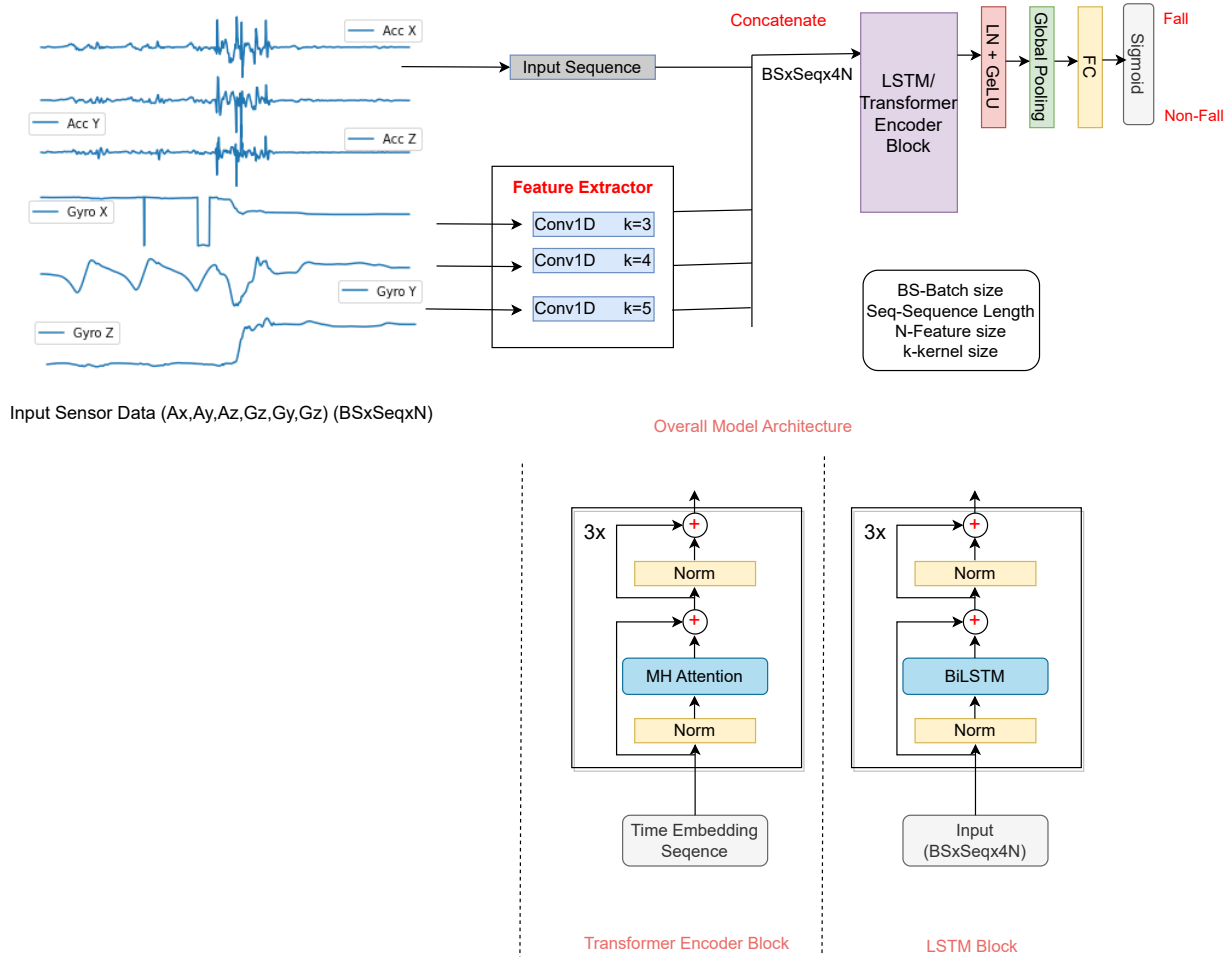 Acc X
Acc Y
Acc Z
Gyro X
Gyro Y
Gyro Z
Input Sensor Data (Ax,Ay,Az,Gz,Gy,Gz) (BSxSeqxN)
Input Sequence
Feature Extractor
Conv1D k=3
Conv1D k=4
Conv1D k=5
Concatenate
BSxSeqx4N
LSTM/
Transformer
Encoder
Block
LN + GeLU
Global Pooling
FC
Sigmoid
Fall
Non-Fall
BS-Batch size
Seq-Sequence Length
N-Feature size
k-kernel size
Overall Model Architecture
3x
+
Norm
+
MH Attention
Norm
Time Embedding
Seqence
Transformer Encoder Block
3x
+
Norm
+
BiLSTM
Norm
Input
(BSxSeqx4N)
LSTM Block